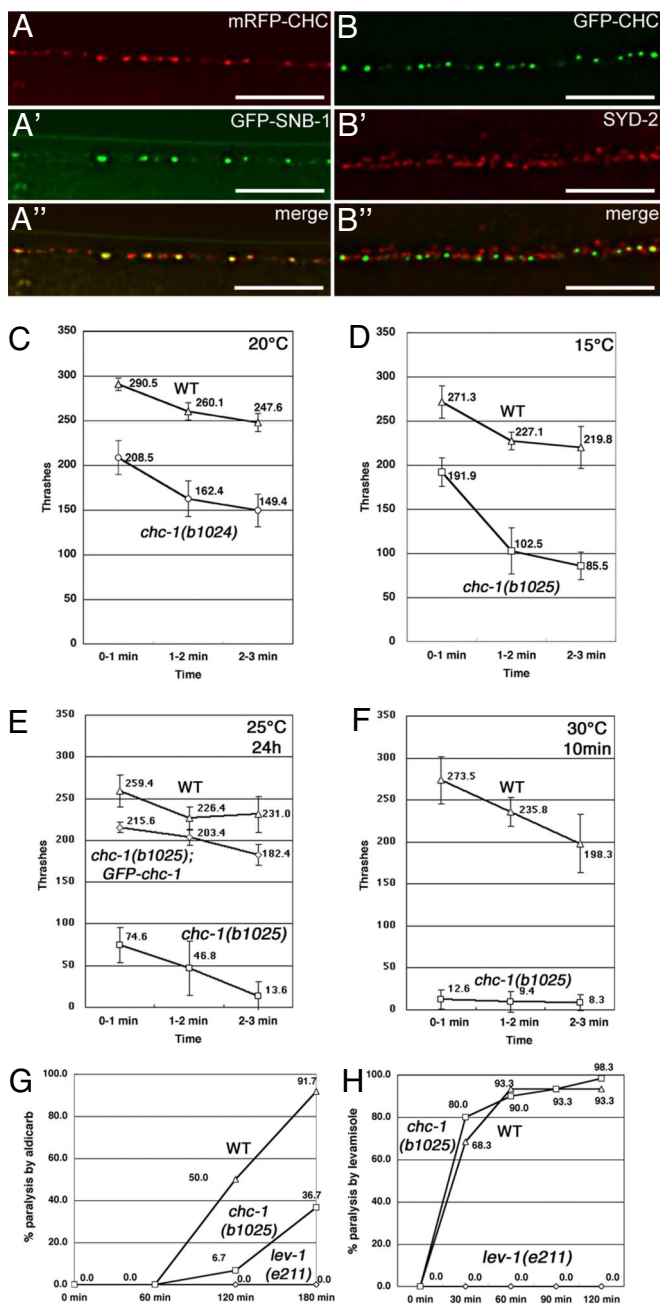 A
mRFP-CHC
B
GFP-CHC
A'
GFP-SNB-1
B'
SYD-2
A''
merge
B''
merge
C
20°C
350
300
250
200
150
100
50
0
Thrashes
290.5
WT
260.1
247.6
208.5
162.4
149.4
chc-1(b1024)
0-1 min
1-2 min
2-3 min
Time
D
15°C
350
300
250
200
150
100
50
0
Thrashes
271.3
WT
227.1
219.8
191.9
102.5
85.5
chc-1(b1025)
0-1 min
1-2 min
2-3 min
Time
E
25°C
24h
350
300
250
200
150
100
50
0
Thrashes
259.4
WT
226.4
231.0
215.6
203.4
182.4
chc-1(b1025);
GFP-chc-1
chc-1(b1025)
74.6
46.8
13.6
0-1 min
1-2 min
2-3 min
Time
F
30°C
10min
350
300
250
200
150
100
50
0
Thrashes
273.5
WT
235.8
198.3
chc-1(b1025)
12.6
9.4
8.3
0-1 min
1-2 min
2-3 min
Time
G
100.0
80.0
60.0
40.0
20.0
0.0
% paralysis by aldicarb
91.7
WT
50.0
chc-1
(b1025)
36.7
6.7
lev-1
(e211)
0.0
0.0
0.0
0.0
0 min
60 min
120 min
180 min
H
100.0
80.0
60.0
40.0
20.0
0.0
% paralysis by levamisole
98.3
93.3
80.0
90.0
93.3
93.3
chc-1
(b1025)
68.3
WT
lev-1(e211)
0.0
0.0
0.0
0.0
0.0
0 min
30 min
60 min
90 min
120 min